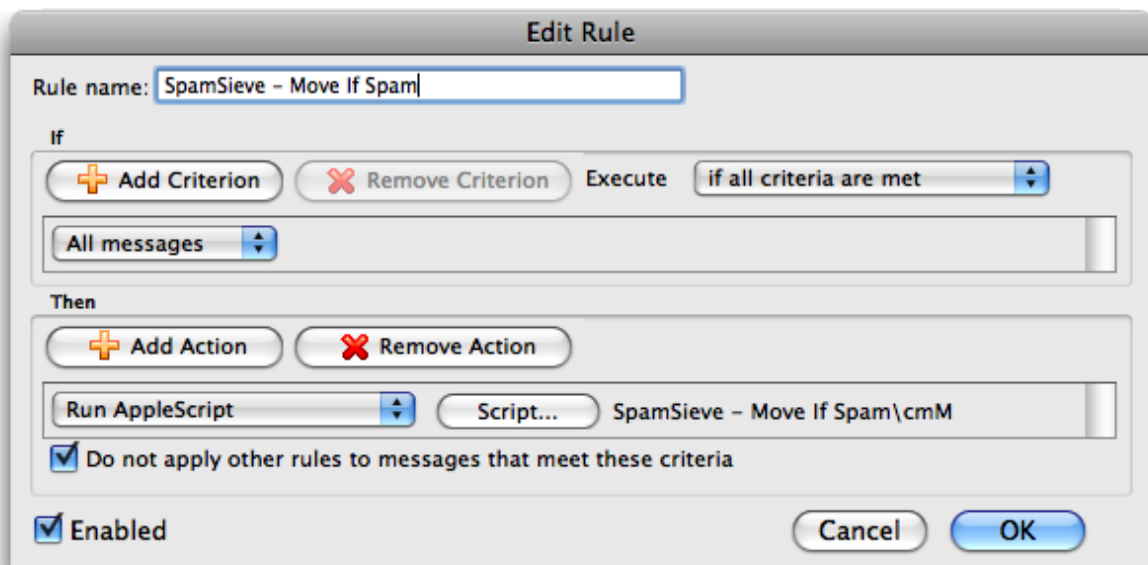 Edit Rule
Rule name: SpamSieve – Move If Spam
If
Add Criterion Remove Criterion Execute if all criteria are met
All messages
Then
Add Action Remove Action
Run AppleScript Script... SpamSieve – Move If Spam\cmM
Do not apply other rules to messages that meet these criteria
Enabled Cancel OK